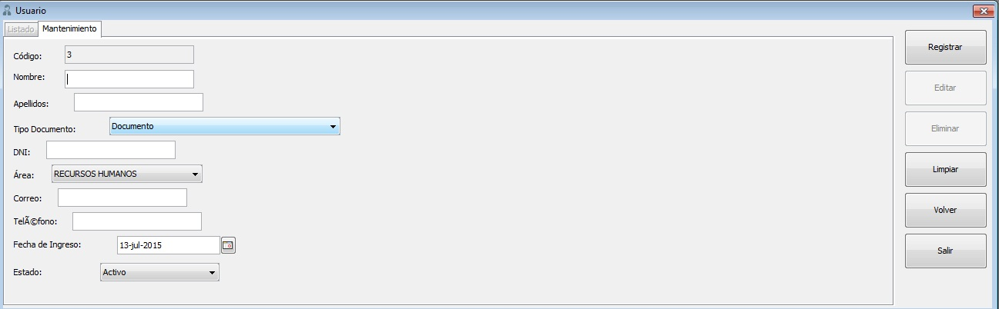 Usuario
Listado Mantenimiento
Código: 3
Nombre:
Apellidos:
Tipo Documento: Documento
DNI:
Área: RECURSOS HUMANOS
Correo:
TelÃ©fono:
Fecha de Ingreso: 13-jul-2015
Estado: Activo
Registrar
Editar
Eliminar
Limpiar
Volver
Salir